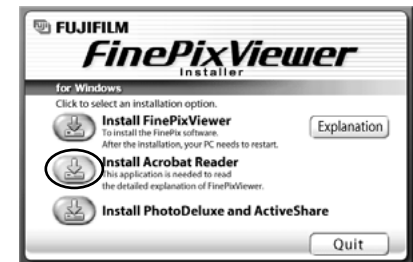 FUJIFILM
FinePixViewer
Installer
for Windows
Click to select an installation option.
Install FinePixViewer
To install the FinePix software.
After the installation, your PC needs to restart.
Explanation
Install Acrobat Reader
This application is needed to read
the detailed explanation of FinePixViewer.
Install PhotoDeluxe and ActiveShare
Quit